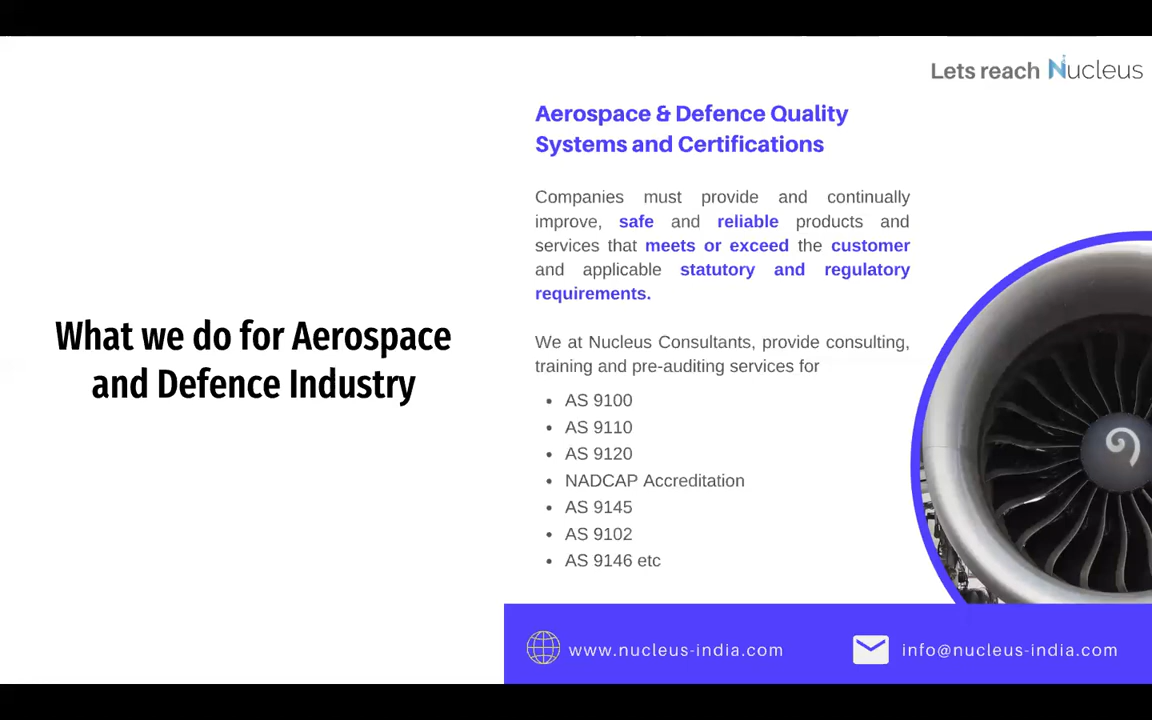 Lets reach Nucleus
What we do for Aerospace
and Defence Industry
Aerospace & Defence Quality
Systems and Certifications
Companies must provide and continually
improve, safe and reliable products and
services that meets or exceed the customer
and applicable statutory and regulatory
requirements.
We at Nucleus Consultants, provide consulting,
training and pre-auditing services for
• AS 9100
• AS 9110
• AS 9120
• NADCAP Accreditation
• AS 9145
• AS 9102
• AS 9146 etc
www.nucleus-india.com
info@nucleus-india.com